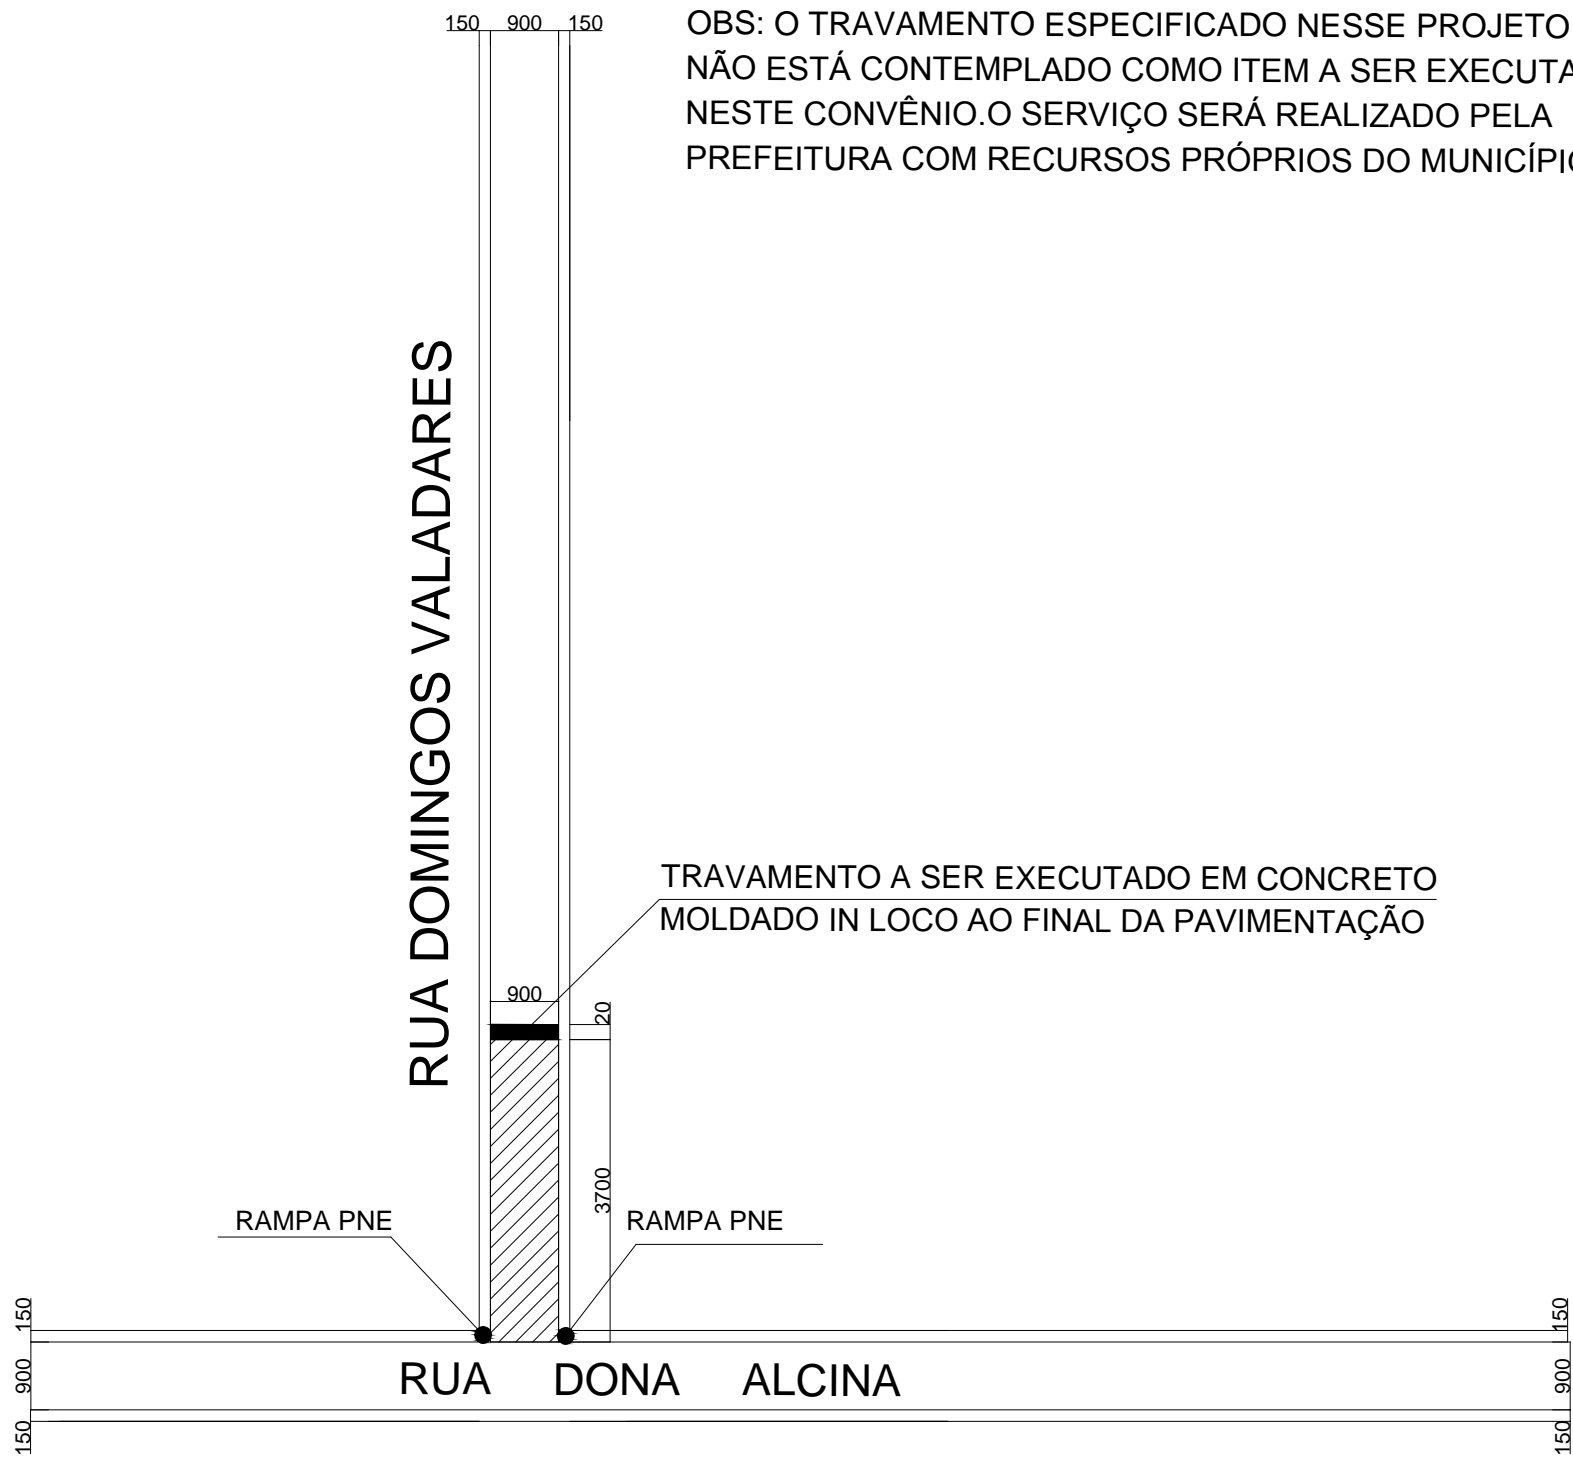 150 900 150
OBS: O TRAVAMENTO ESPECIFICADO NESSE PROJETO
NÃO ESTÁ CONTEMPLADO COMO ITEM A SER EXECUTA
NESTE CONVÊNIO.O SERVIÇO SERÁ REALIZADO PELA
PREFEITURA COM RECURSOS PRÓPRIOS DO MUNICÍPI
RUA DOMINGOS VALADARES
TRAVAMENTO A SER EXECUTADO EM CONCRETO
MOLDADO IN LOCO AO FINAL DA PAVIMENTAÇÃO
900
20
3700
RAMPA PNE
RAMPA PNE
150
900
150
RUA DONA ALCINA
150
900
150